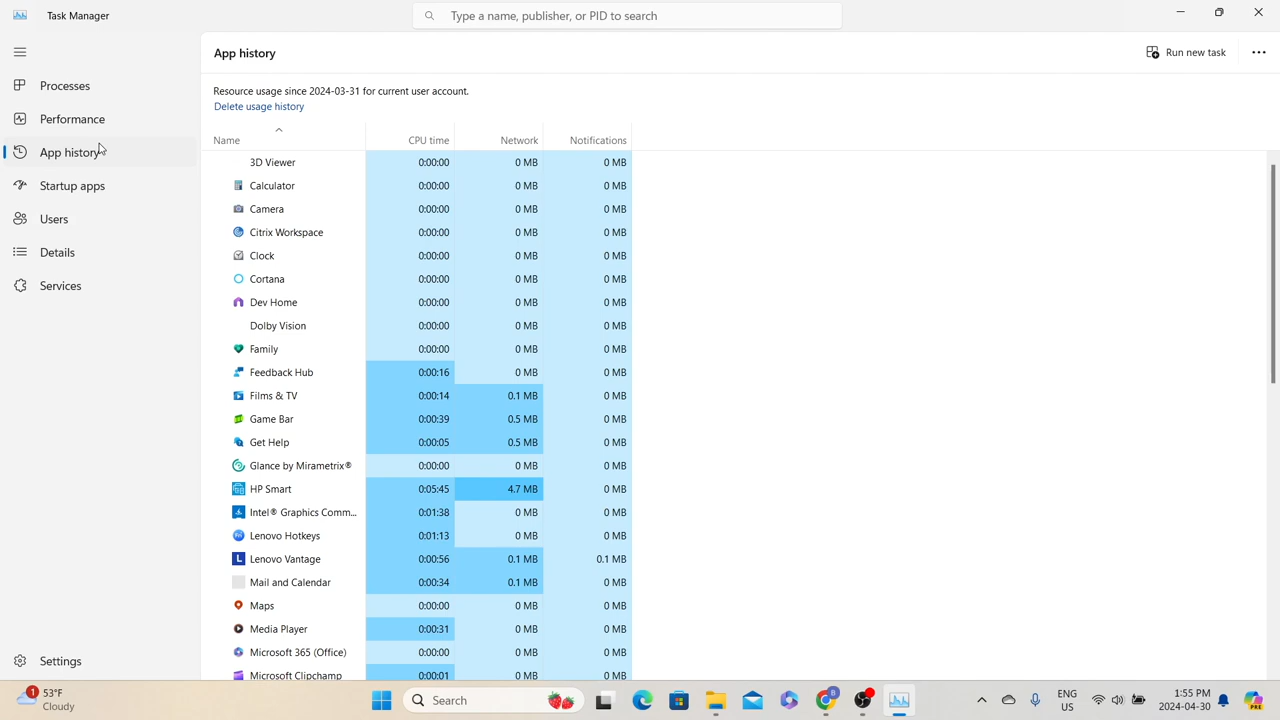 Task Manager
Type a name, publisher, or PID to search
App history
Run new task
Processes
Performance
App history
Startup apps
Users
Details
Services
Settings
Resource usage since 2024-03-31 for current user account.
Delete usage history
Name CPU time Network Notifications
3D Viewer 0:00:00 0 MB 0 MB
Calculator 0:00:00 0 MB 0 MB
Camera 0:00:00 0 MB 0 MB
Citrix Workspace 0:00:00 0 MB 0 MB
Clock 0:00:00 0 MB 0 MB
Cortana 0:00:00 0 MB 0 MB
Dev Home 0:00:00 0 MB 0 MB
Dolby Vision 0:00:00 0 MB 0 MB
Family 0:00:00 0 MB 0 MB
Feedback Hub 0:00:16 0 MB 0 MB
Films & TV 0:00:14 0.1 MB 0 MB
Game Bar 0:00:39 0.5 MB 0 MB
Get Help 0:00:05 0.5 MB 0 MB
Glance by Mirametrix® 0:00:00 0 MB 0 MB
HP Smart 0:05:45 4.7 MB 0 MB
Intel® Graphics Comm... 0:01:38 0 MB 0 MB
Lenovo Hotkeys 0:01:13 0 MB 0 MB
Lenovo Vantage 0:00:56 0.1 MB 0.1 MB
Mail and Calendar 0:00:34 0.1 MB 0 MB
Maps 0:00:00 0 MB 0 MB
Media Player 0:00:31 0 MB 0 MB
Microsoft 365 (Office) 0:00:00 0 MB 0 MB
Microsoft Clipchamp 0:00:01 0 MB 0 MB
1 53°F
Cloudy
Search
ENG
US
1:55 PM
2024-04-30